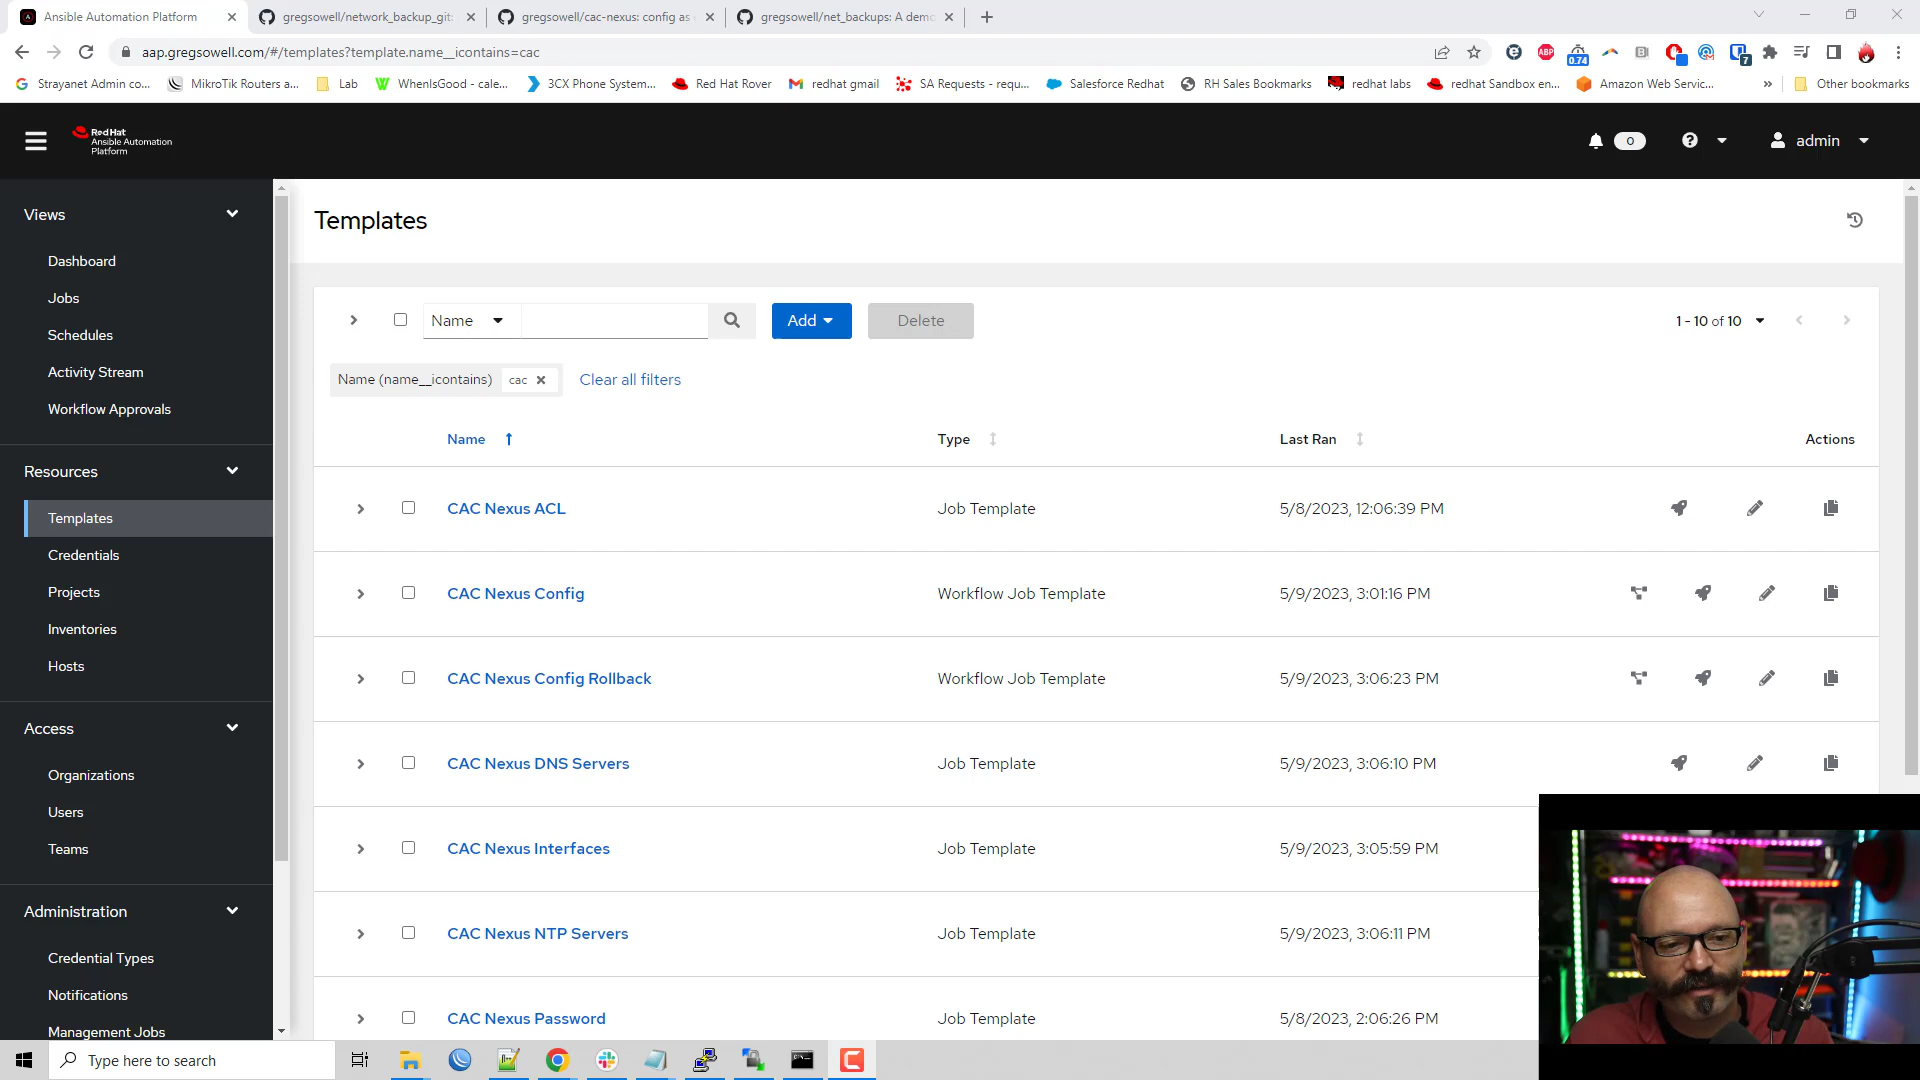 Ansible Automation Platform
gregsowell/network_backup_git:
gregsowell/cac-nexus: config as
gregsowell/net_backups: A demo
aap.gregsowell.com/#/templates?template.name__icontains=cac
ABP
0.74
7
Strayanet Admin co...
MikroTik Routers a...
Lab
WhenIsGood - cale...
3CX Phone System...
Red Hat Rover
redhat gmail
SA Requests - requ...
Salesforce Redhat
RH Sales Bookmarks
redhat labs
redhat Sandbox en...
Amazon Web Servic...
»
Other bookmarks
Red Hat
Ansible Automation
Platform
0
admin
Views
Dashboard
Jobs
Schedules
Activity Stream
Workflow Approvals
Resources
Templates
Credentials
Projects
Inventories
Hosts
Access
Organizations
Users
Teams
Administration
Credential Types
Notifications
Management Jobs
Templates
Name
Add
Delete
1 - 10 of 10
Name (name__icontains)
cac
Clear all filters
Name
Type
Last Ran
Actions
CAC Nexus ACL
Job Template
5/8/2023, 12:06:39 PM
CAC Nexus Config
Workflow Job Template
5/9/2023, 3:01:16 PM
CAC Nexus Config Rollback
Workflow Job Template
5/9/2023, 3:06:23 PM
CAC Nexus DNS Servers
Job Template
5/9/2023, 3:06:10 PM
CAC Nexus Interfaces
Job Template
5/9/2023, 3:05:59 PM
CAC Nexus NTP Servers
Job Template
5/9/2023, 3:06:11 PM
CAC Nexus Password
Job Template
5/8/2023, 2:06:26 PM
Type here to search